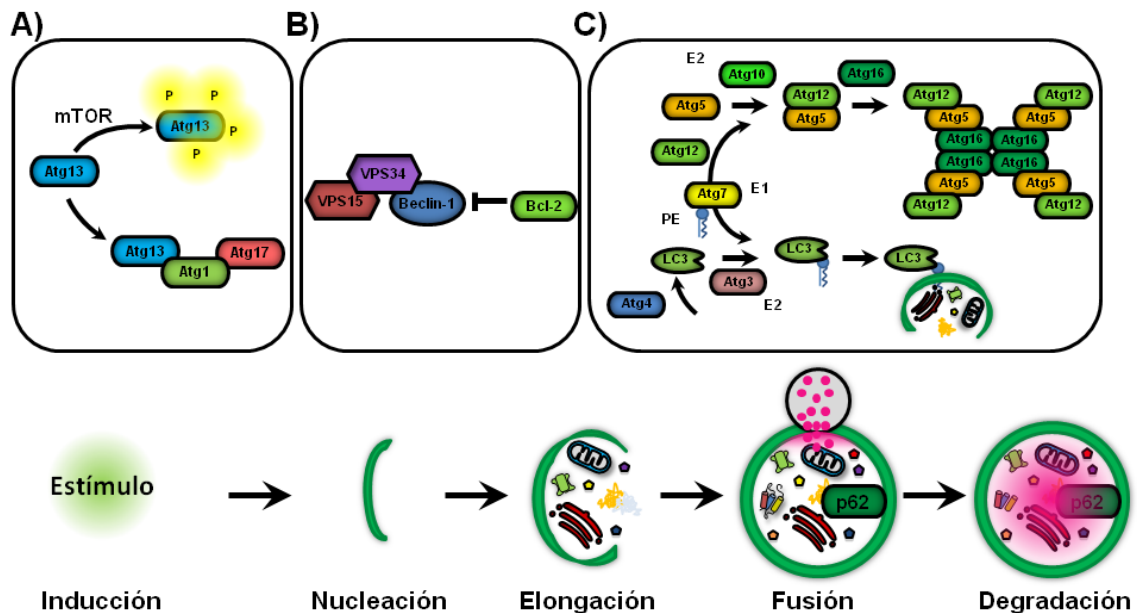 A)
mTOR
P
P
P
P
Atg13
Atg13
Atg13
Atg17
Atg1
B)
VPS34
VPS15
Beclin-1
Bcl-2
C)
E2
Atg10
Atg16
Atg5
Atg12
Atg5
Atg12
Atg7
E1
PE
Atg12
Atg12
Atg5
Atg5
Atg16
Atg16
Atg16
Atg16
Atg5
Atg5
Atg12
Atg12
LC3
LC3
LC3
Atg3
E2
Atg4
Estímulo
p62
p62
Inducción
Nucleación
Elongación
Fusión
Degradación